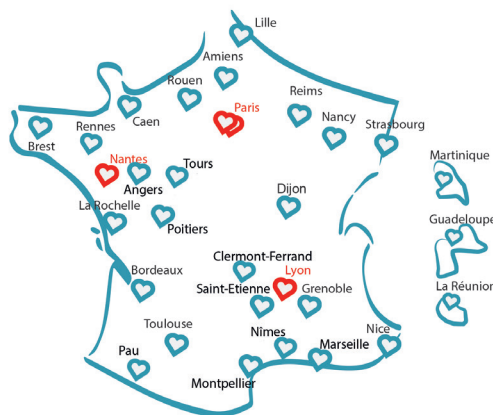 Lille
Amiens
Rouen
Reims
Paris
Caen
Nancy
Strasbourg
Rennes
Brest
Nantes
Tours
Angers
Martinique
La Rochelle
Dijon
Poitiers
Guadeloupe
Clermont-Ferrand
Bordeaux
Lyon
Saint-Etienne
Grenoble
La Réunion
Toulouse
Nîmes
Nice
Pau
Marseille
Montpellier